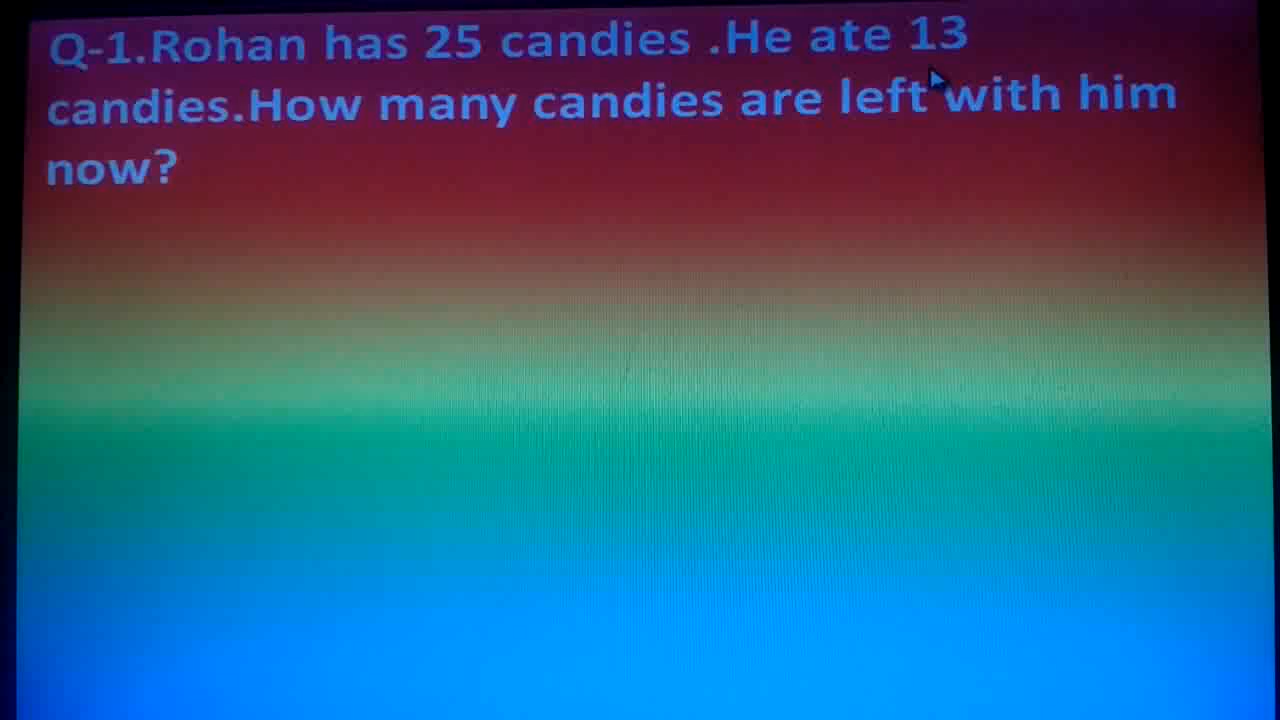 Q-1.Rohan has 25 candies .He ate 13
candies.How many candies are left with him
now?